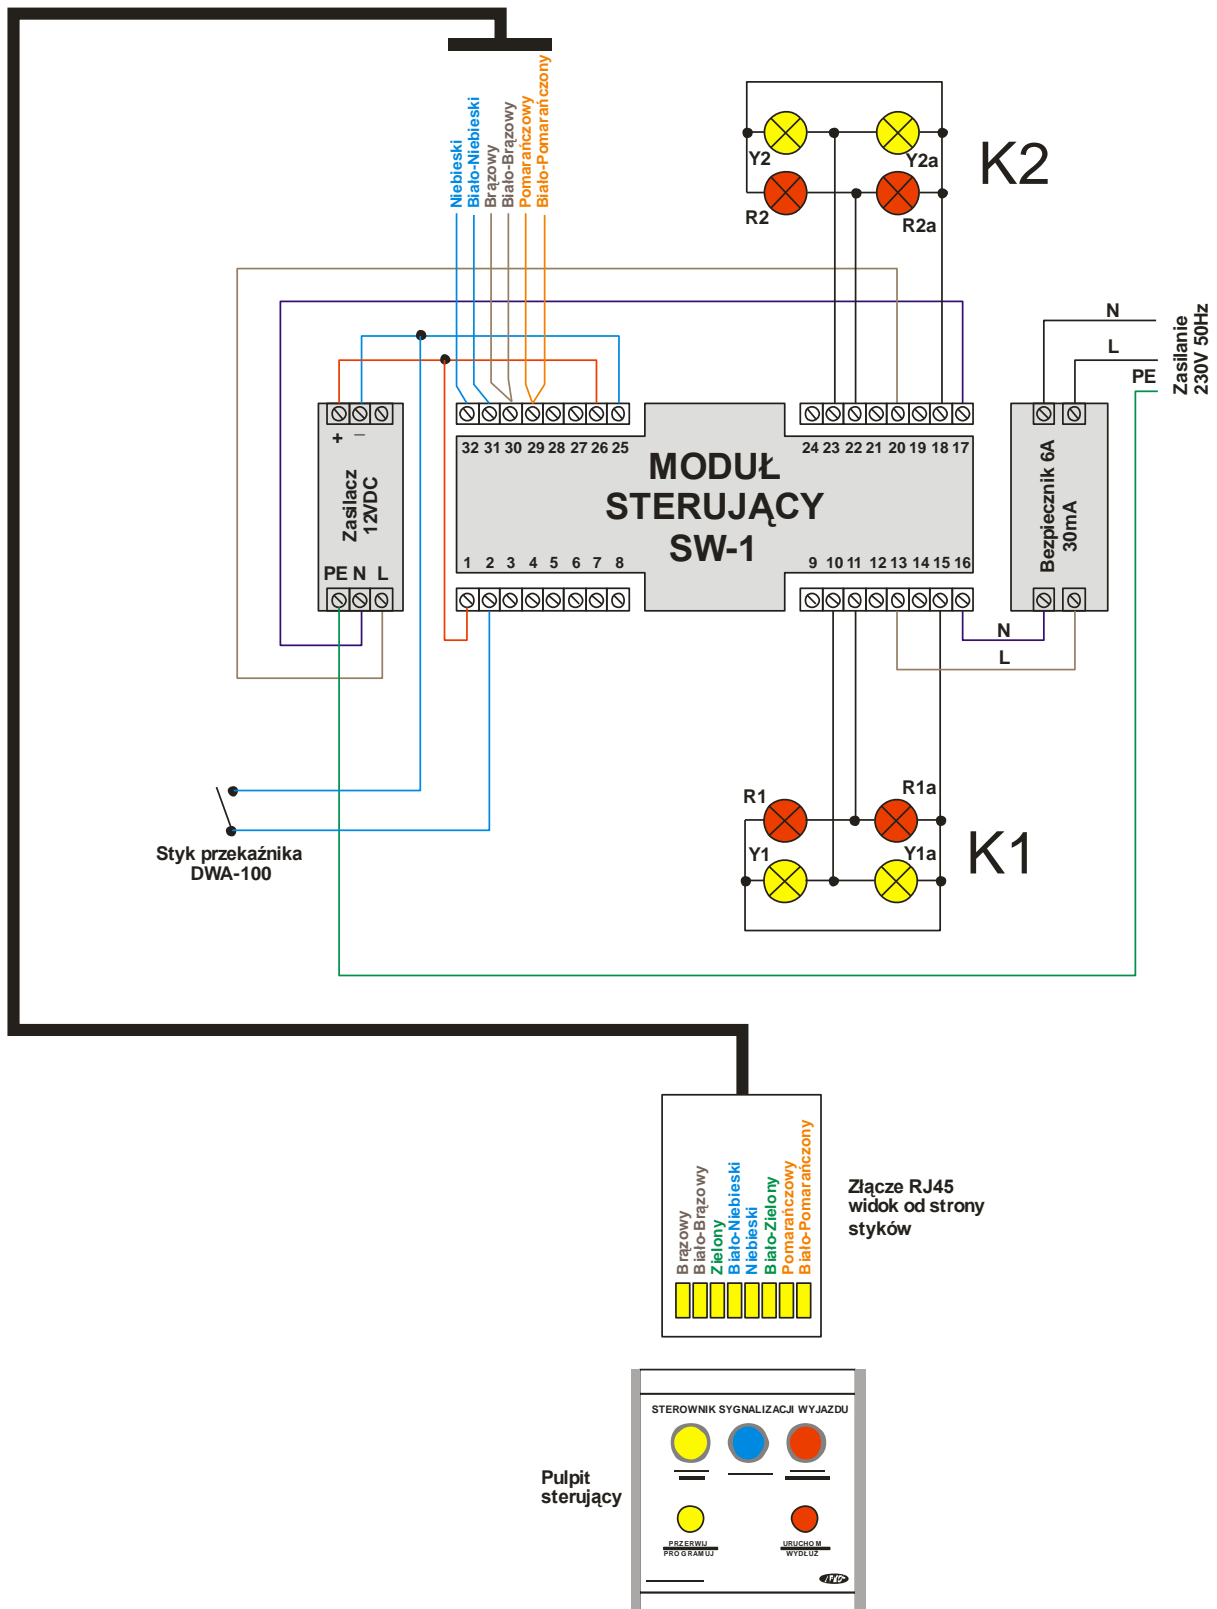 Niebieski
Biało-Niebieski
Brązowy
Biało-Brązowy
Pomarańczowy
Biało-Pomarańczony
Y2
Y2a
K2
R2
R2a
N
L
PE
Zasilanie
230V 50Hz
+ –
Zasilacz
12VDC
PE N L
32 31 30 29 28 27 26 25
24 23 22 21 20 19 18 17
MODUŁ
STERUJĄCY
SW-1
1 2 3 4 5 6 7 8
9 10 11 12 13 14 15 16
Bezpiecznik 6A
30mA
N
L
R1
R1a
Y1
Y1a
K1
Styk przekaźnika
DWA-100
Brązowy
Biało-Brązowy
Zielony
Biało-Niebieski
Niebieski
Biało-Zielony
Pomarańczowy
Biało-Pomarańczony
Złącze RJ45
widok od strony
styków
STEROWNIK SYGNALIZACJI WYJAZDU
Pulpit
sterujący
PRZERWIJ
PROGRAMUJ
URUCHOM
WYDŁUŻ